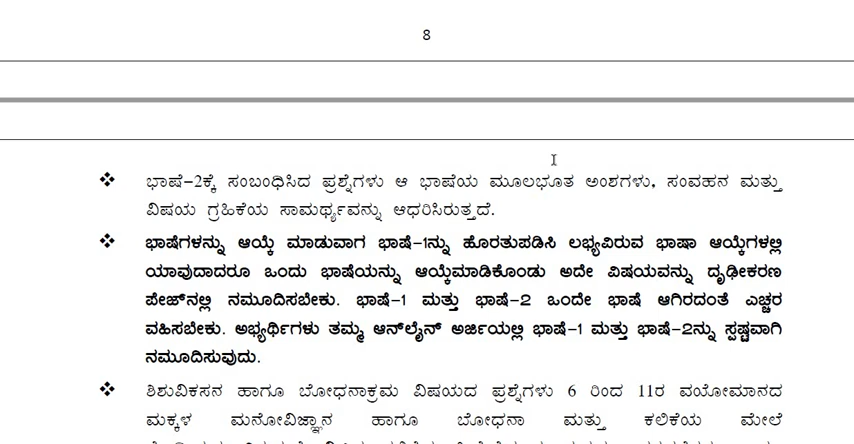 8
❖ ಭಾಷೆ-2ಕ್ಕೆ ಸಂಬಂಧಿಸಿದ ಪ್ರಶ್ನೆಗಳು ಆ ಭಾಷೆಯ ಮೂಲಭೂತ ಅಂಶಗಳು, ಸಂವಹನ ಮತ್ತು
ವಿಷಯ ಗ್ರಹಿಕೆಯ ಸಾಮರ್ಥ್ಯವನ್ನು ಆಧರಿಸಿರುತ್ತದೆ.
❖ ಭಾಷೆಗಳನ್ನು ಆಯ್ಕೆ ಮಾಡುವಾಗ ಭಾಷೆ-1ನ್ನು ಹೊರತುಪಡಿಸಿ ಲಭ್ಯವಿರುವ ಭಾಷಾ ಆಯ್ಕೆಗಳಲ್ಲಿ
ಯಾವುದಾದರೂ ಒಂದು ಭಾಷೆಯನ್ನು ಆಯ್ಕೆಮಾಡಿಕೊಂಡು ಅದೇ ವಿಷಯವನ್ನು ದೃಢೀಕರಣ
ಪೇಜ್‌ನಲ್ಲಿ ನಮೂದಿಸಬೇಕು. ಭಾಷೆ-1 ಮತ್ತು ಭಾಷೆ-2 ಒಂದೇ ಭಾಷೆ ಆಗಿರದಂತೆ ಎಚ್ಚರ
ವಹಿಸಬೇಕು. ಅಭ್ಯರ್ಥಿಗಳು ತಮ್ಮ ಆನ್‌ಲೈನ್ ಅರ್ಜಿಯಲ್ಲಿ ಭಾಷೆ-1 ಮತ್ತು ಭಾಷೆ-2ನ್ನು ಸ್ಪಷ್ಟವಾಗಿ
ನಮೂದಿಸುವುದು.
❖ ಶಿಶುವಿಕಸನ ಹಾಗೂ ಬೋಧನಾಕ್ರಮ ವಿಷಯದ ಪ್ರಶ್ನೆಗಳು 6 ರಿಂದ 11ರ ವಯೋಮಾನದ
ಮಕ್ಕಳ ಮನೋವಿಜ್ಞಾನ ಹಾಗೂ ಬೋಧನಾ ಮತ್ತು ಕಲಿಕೆಯ ಮೇಲೆ